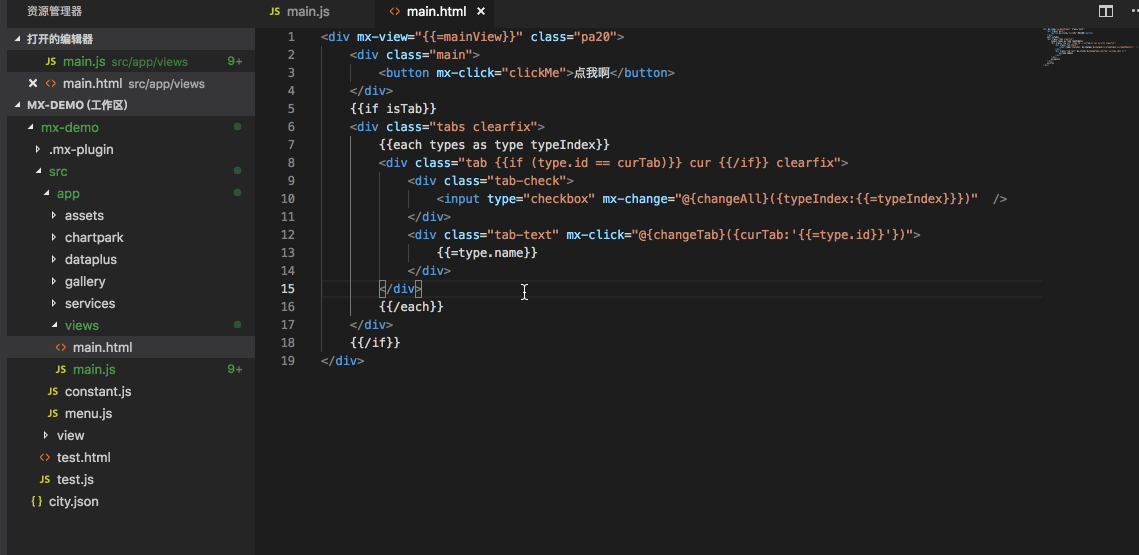 资源管理器
打开的编辑器
JS main.js src/app/views 9+
main.html src/app/views
MX-DEMO (工作区)
mx-demo
.mx-plugin
src
app
assets
chartpark
dataplus
gallery
services
views
main.html
JS main.js 9+
JS constant.js
JS menu.js
view
test.html
JS test.js
{ } city.json
JS main.js
<> main.html ×
1 <div mx-view="{{=mainView}}" class="pa20">
2 <div class="main">
3 <button mx-click="clickMe">点我啊</button>
4 </div>
5 {{if isTab}}
6 <div class="tabs clearfix">
7 {{each types as type typeIndex}}
8 <div class="tab {{if (type.id == curTab)}} cur {{/if}} clearfix">
9 <div class="tab-check">
10 <input type="checkbox" mx-change="@{changeAll}({typeIndex:{{=typeIndex}}})" />
11 </div>
12 <div class="tab-text" mx-click="@{changeTab}({curTab:'{{=type.id}}'})">
13 {{=type.name}}
14 </div>
15 </div>
16 {{/each}}
17 </div>
18 {{/if}}
19 </div>